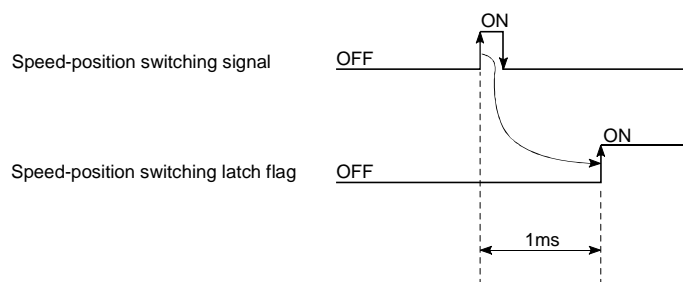 ON
Speed-position switching signal OFF
ON
Speed-position switching latch flag OFF
1ms